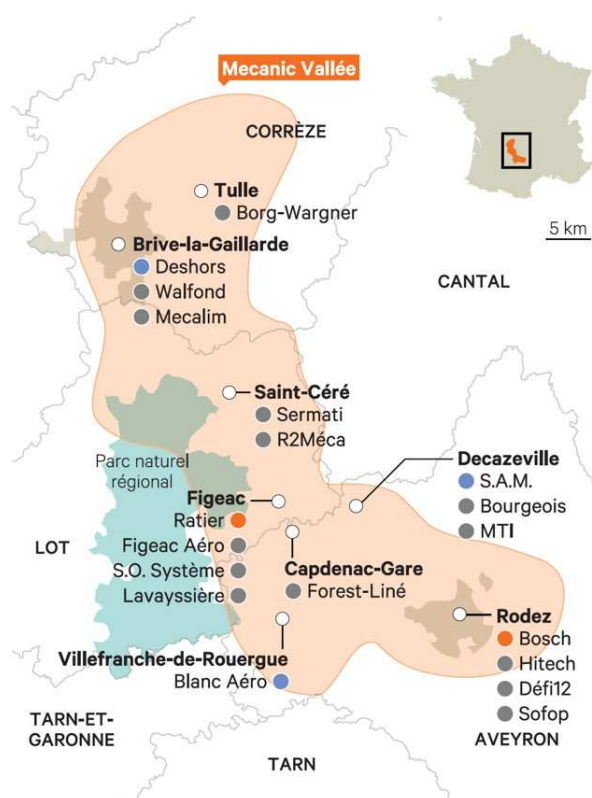 Mecanic Vallée
CORRÈZE
5 km
Tulle
Borg-Wargner
Brive-la-Gaillarde
Deshors
Walfond
Mecalim
CANTAL
Saint-Céré
Sermati
R2Méca
Parc naturel
régional
Decazeville
S.A.M.
Bourgeois
MTI
Figeac
Ratier
Figeac Aéro
S.O. Système
Lavayssière
LOT
Capdenac-Gare
Forest-Liné
Rodez
Bosch
Hitech
Défi12
Sofop
Villefranche-de-Rouergue
Blanc Aéro
TARN-ET-
GARONNE
AVEYRON
TARN